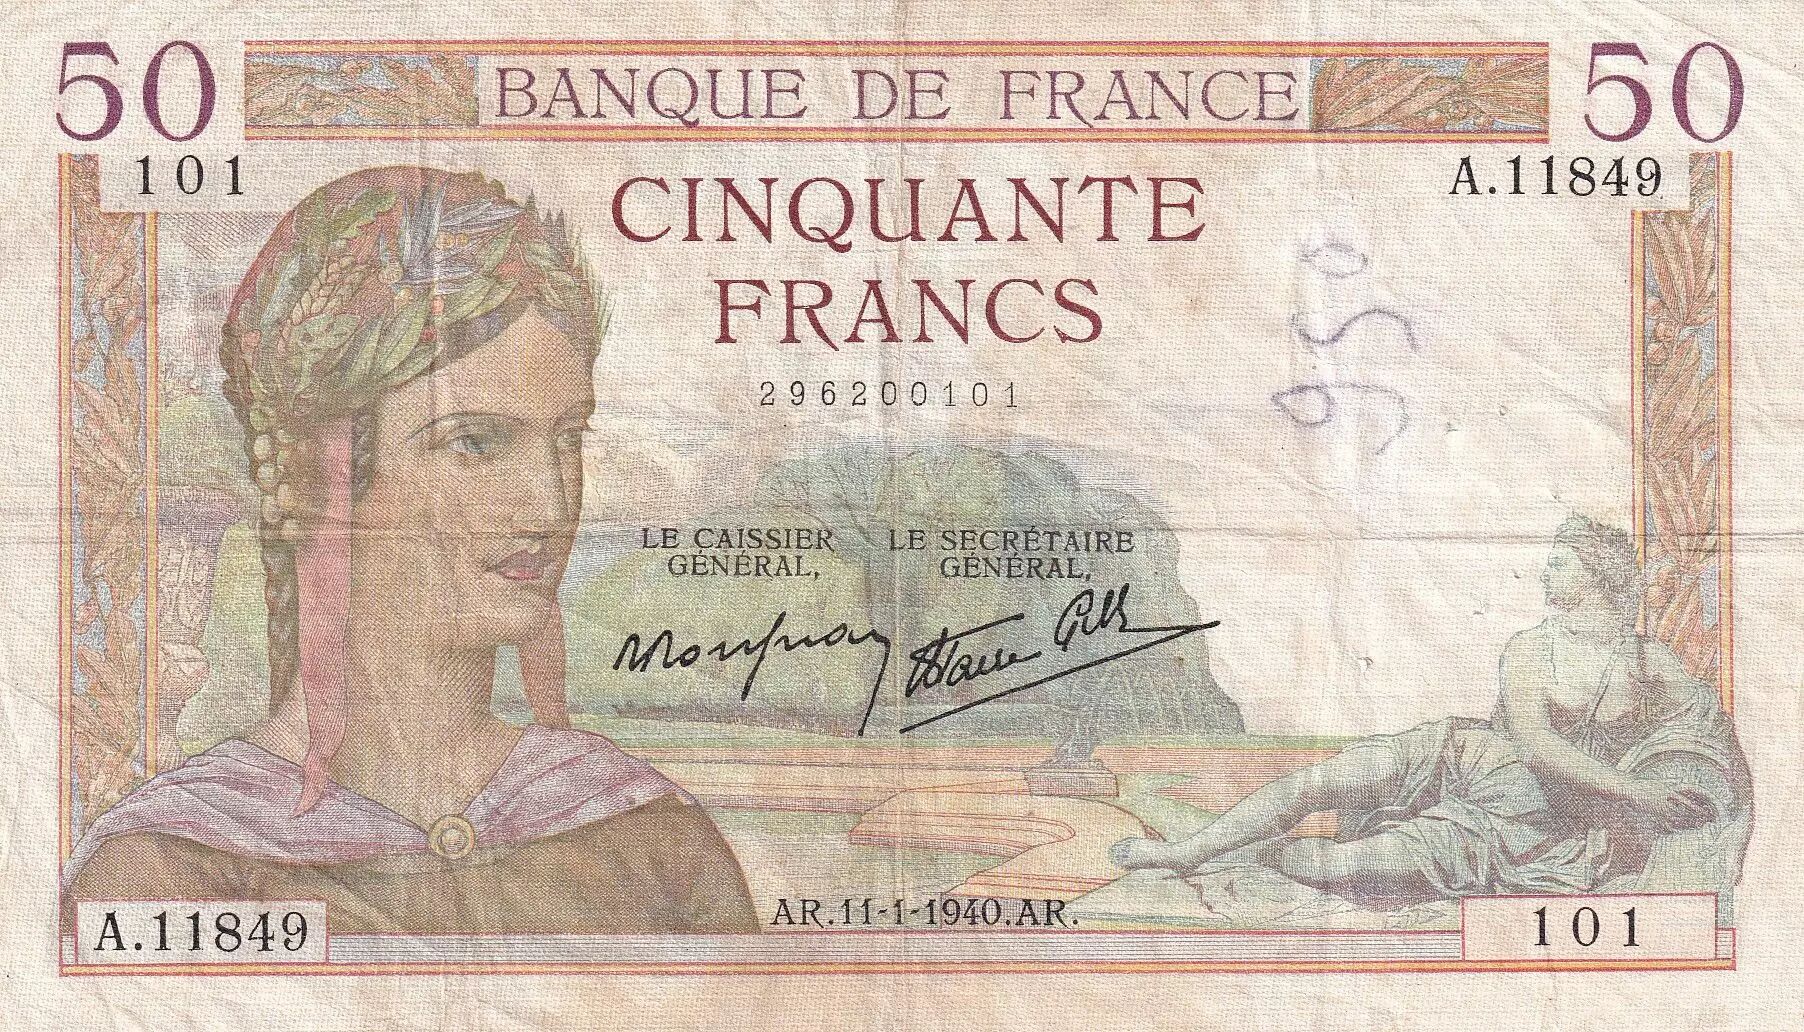 50 BANQUE DE FRANCE 50
101 A.11849
CINQUANTE
FRANCS
296200101
950
LE CAISSIER
GÉNÉRAL,
LE SECRÉTAIRE
GÉNÉRAL,
AR.11-1-1940.AR.
A.11849 101